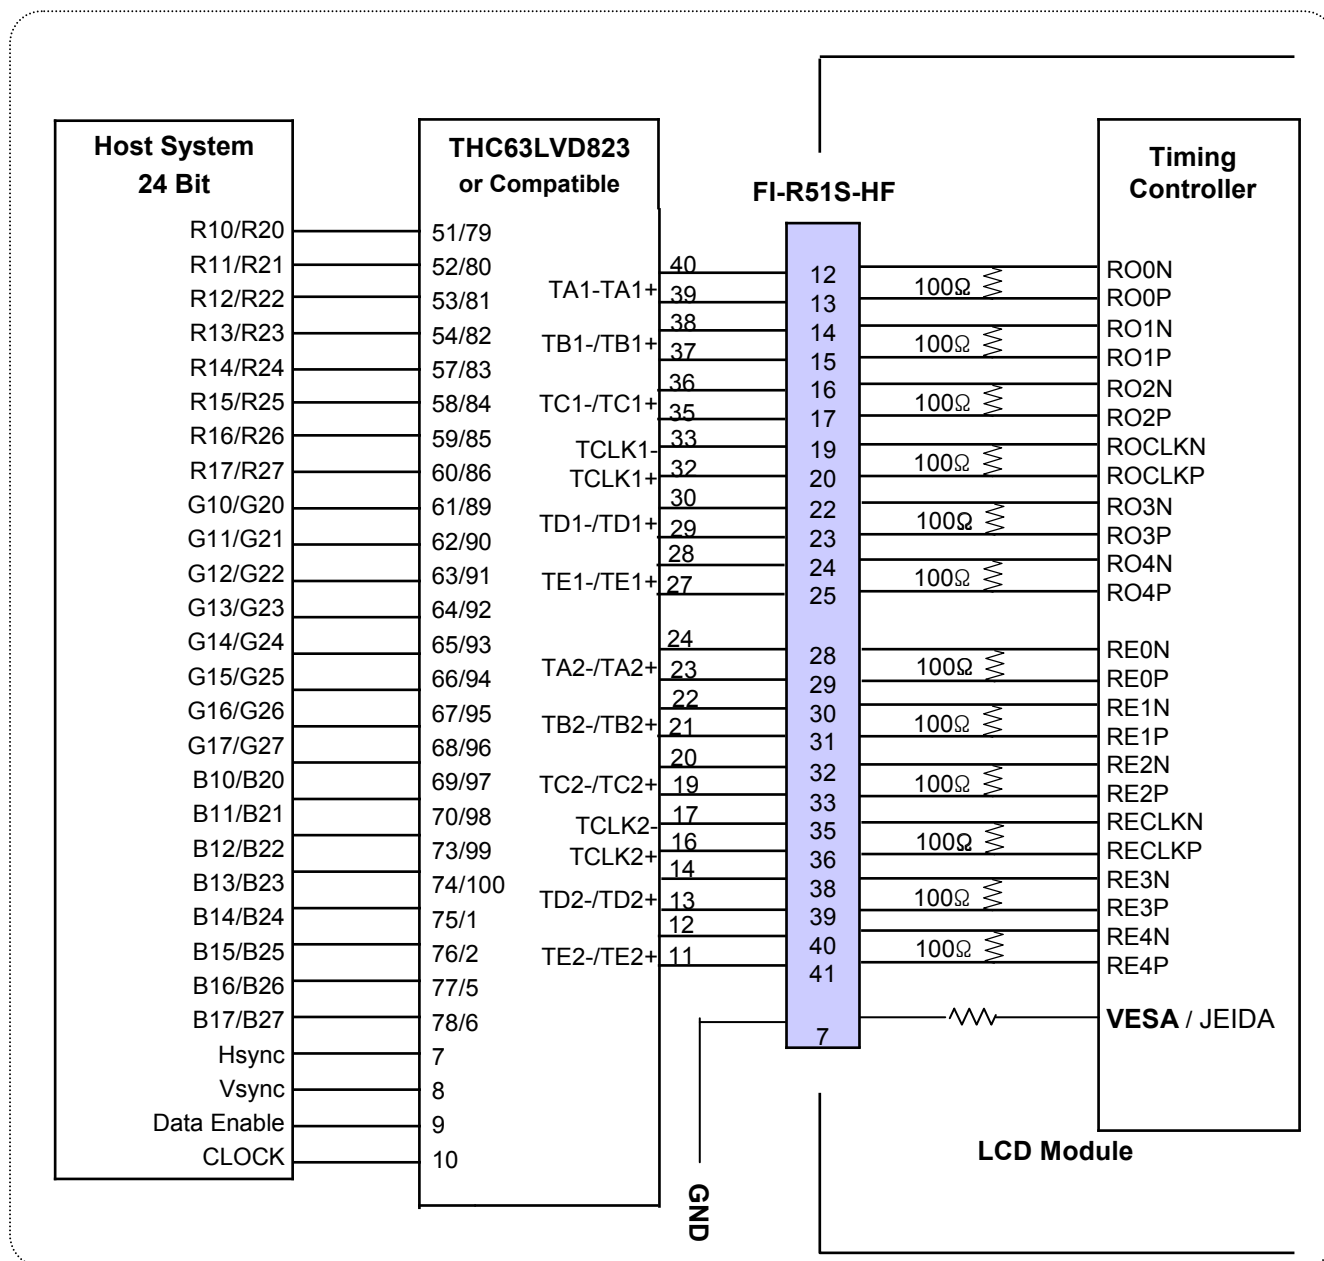 Host System
24 Bit
R10/R20
R11/R21
R12/R22
R13/R23
R14/R24
R15/R25
R16/R26
R17/R27
G10/G20
G11/G21
G12/G22
G13/G23
G14/G24
G15/G25
G16/G26
G17/G27
B10/B20
B11/B21
B12/B22
B13/B23
B14/B24
B15/B25
B16/B26
B17/B27
Hsync
Vsync
Data Enable
CLOCK
THC63LVD823
or Compatible
51/79
52/80
53/81
54/82
57/83
58/84
59/85
60/86
61/89
62/90
63/91
64/92
65/93
66/94
67/95
68/96
69/97
70/98
73/99
74/100
75/1
76/2
77/5
78/6
7
8
9
10
TA1-TA1+
TB1-/TB1+
TC1-/TC1+
TCLK1-
TCLK1+
TD1-/TD1+
TE1-/TE1+
TA2-/TA2+
TB2-/TB2+
TC2-/TC2+
TCLK2-
TCLK2+
TD2-/TD2+
TE2-/TE2+
40
39
38
37
36
35
33
32
30
29
28
27
24
23
22
21
20
19
17
16
14
13
12
11
FI-R51S-HF
12
13
14
15
16
17
19
20
22
23
24
25
28
29
30
31
32
33
35
36
38
39
40
41
7
GND
100Ω
100Ω
100Ω
100Ω
100Ω
100Ω
100Ω
100Ω
100Ω
100Ω
100Ω
100Ω
Timing
Controller
RO0N
RO0P
RO1N
RO1P
RO2N
RO2P
ROCLKN
ROCLKP
RO3N
RO3P
RO4N
RO4P
RE0N
RE0P
RE1N
RE1P
RE2N
RE2P
RECLKN
RECLKP
RE3N
RE3P
RE4N
RE4P
VESA / JEIDA
LCD Module